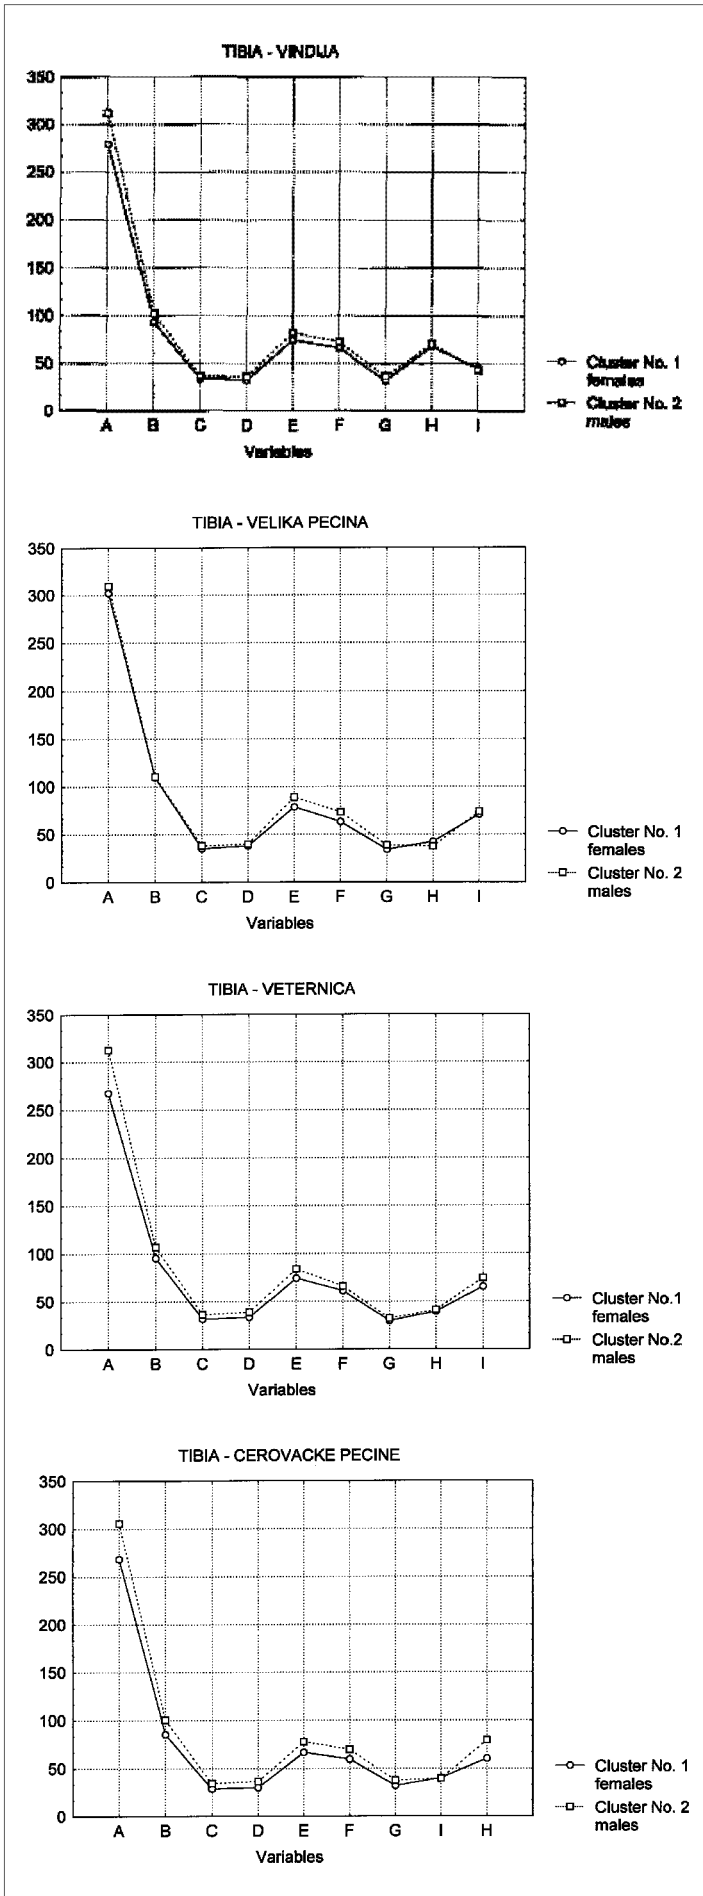 TIBIA - VINDIJA
350
300
250
200
150
100
50
0
A B C D E F G H I
Variables
Cluster No. 1
females
Cluster No. 2
males
TIBIA - VELIKA PECINA
350
300
250
200
150
100
50
0
A B C D E F G H I
Variables
Cluster No. 1
females
Cluster No. 2
males
TIBIA - VETERNICA
350
300
250
200
150
100
50
0
A B C D E F G H I
Variables
Cluster No.1
females
Cluster No.2
males
TIBIA - CEROVACKE PECINE
350
300
250
200
150
100
50
0
A B C D E F G I H
Variables
Cluster No. 1
females
Cluster No. 2
males